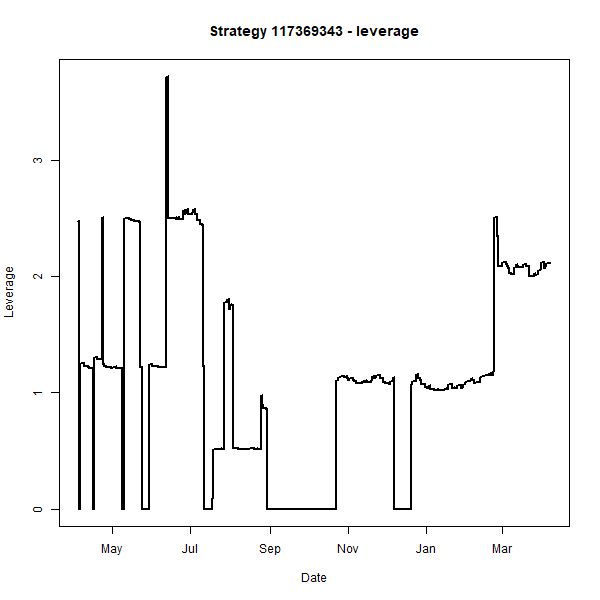 Strategy 117369343 - leverage
Leverage
3
2
1
0
May Jul Sep Nov Jan Mar
Date